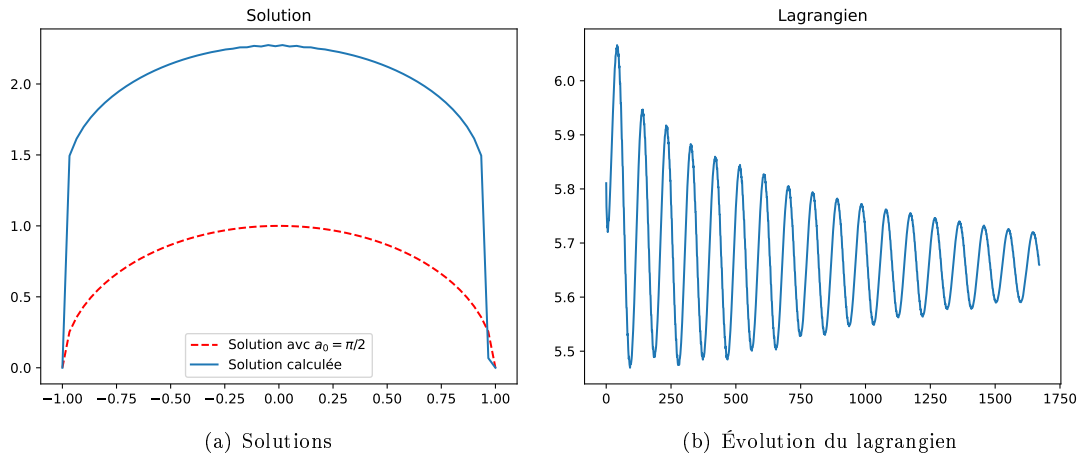 Solution
2.0
1.5
1.0
0.5
0.0
Solution avc a₀ = π/2
Solution calculée
−1.00 −0.75 −0.50 −0.25 0.00 0.25 0.50 0.75 1.00
(a) Solutions
Lagrangien
6.0
5.9
5.8
5.7
5.6
5.5
0 250 500 750 1000 1250 1500 1750
(b) Évolution du lagrangien